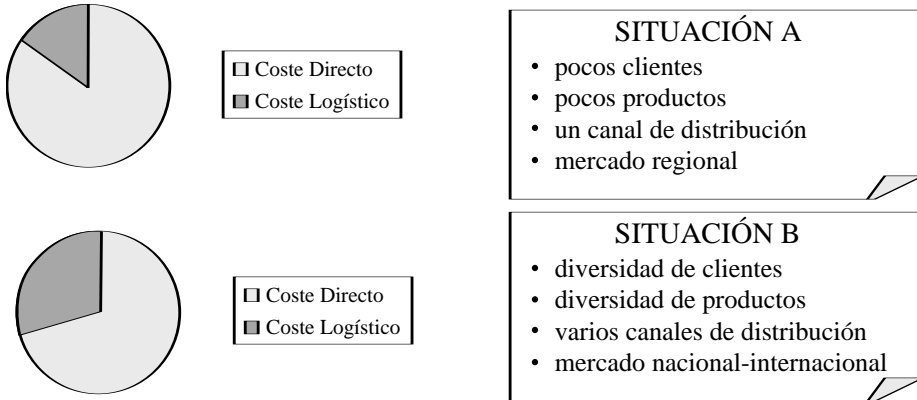 Coste Directo
Coste Logístico
SITUACIÓN A
• pocos clientes
• pocos productos
• un canal de distribución
• mercado regional
Coste Directo
Coste Logístico
SITUACIÓN B
• diversidad de clientes
• diversidad de productos
• varios canales de distribución
• mercado nacional-internacional